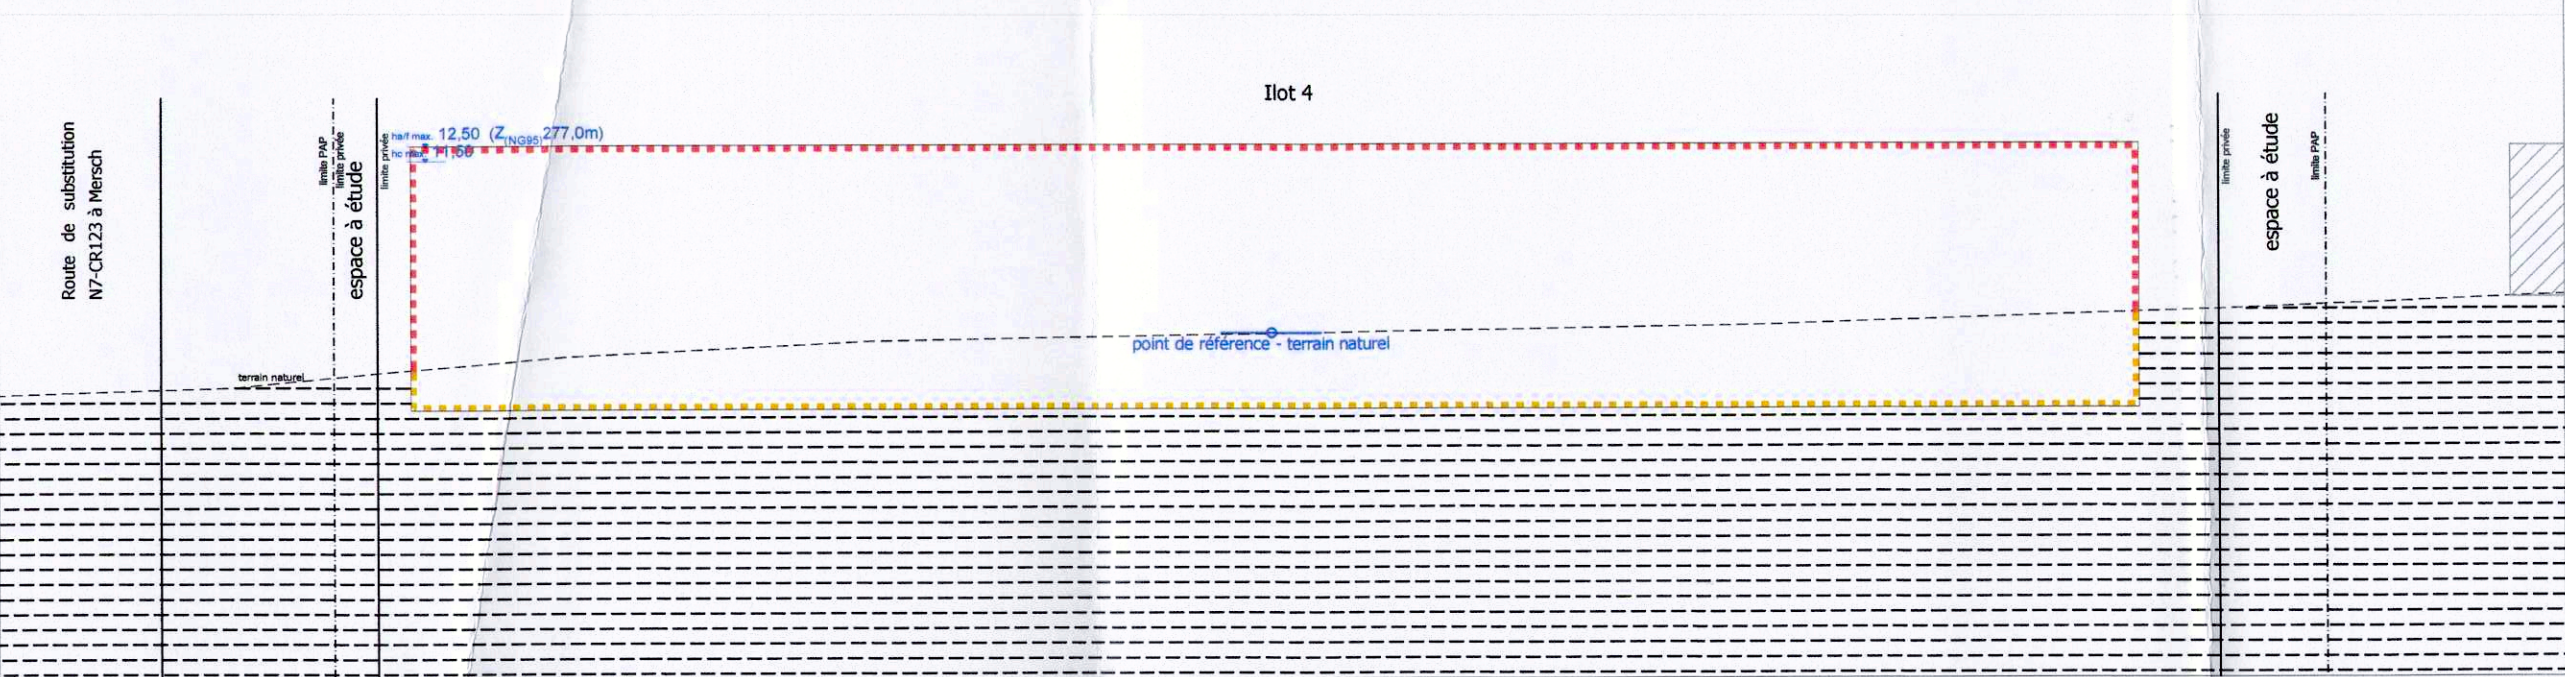 Ilot 4
Route de substitution
N7-CR123 à Mersch
limite PAP
limite privée
espace à étude
limite privée
ha/f max. 12,50 (Z(NG95)277,0m)
hc max. 11,50
limite privée
espace à étude
limite PAP
point de référence - terrain naturel
terrain naturel